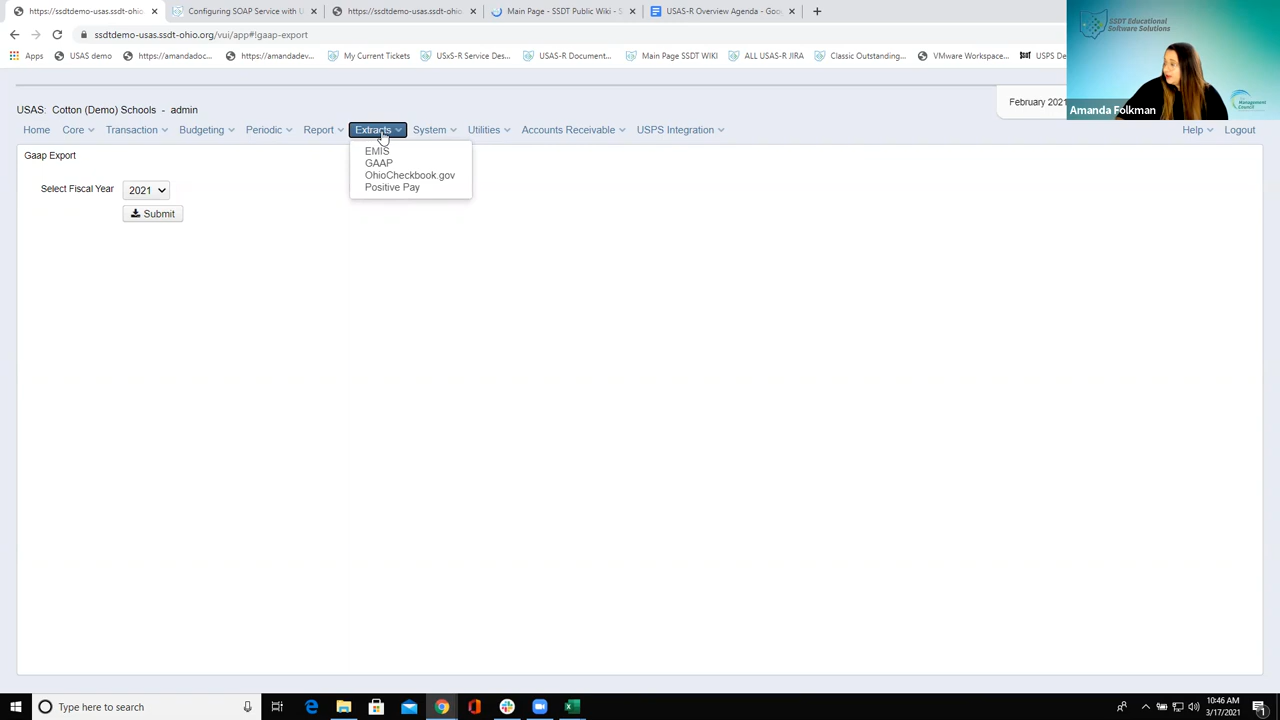 https://ssdtdemo-usas.ssdt-ohio
Configuring SOAP Service with U
https://ssdtdemo-usas.ssdt-ohio
Main Page - SSDT Public Wiki - S
USAS-R Overview Agenda - Goo
ssdtdemo-usas.ssdt-ohio.org/vui/app#!gaap-export
Apps
USAS demo
https://amandadoc...
https://amandadev...
My Current Tickets
USxS-R Service Des...
USAS-R Document...
Main Page SSDT WIKI
ALL USAS-R JIRA
Classic Outstanding...
VMware Workspace...
USPS De
SSDT Educational
Software Solutions
Management
Council
Amanda Folkman
USAS: Cotton (Demo) Schools - admin
February 2021
Home
Core
Transaction
Budgeting
Periodic
Report
Extracts
System
Utilities
Accounts Receivable
USPS Integration
Help
Logout
EMIS
GAAP
OhioCheckbook.gov
Positive Pay
Gaap Export
Select Fiscal Year
2021
Submit
Type here to search
10:46 AM
3/17/2021
1